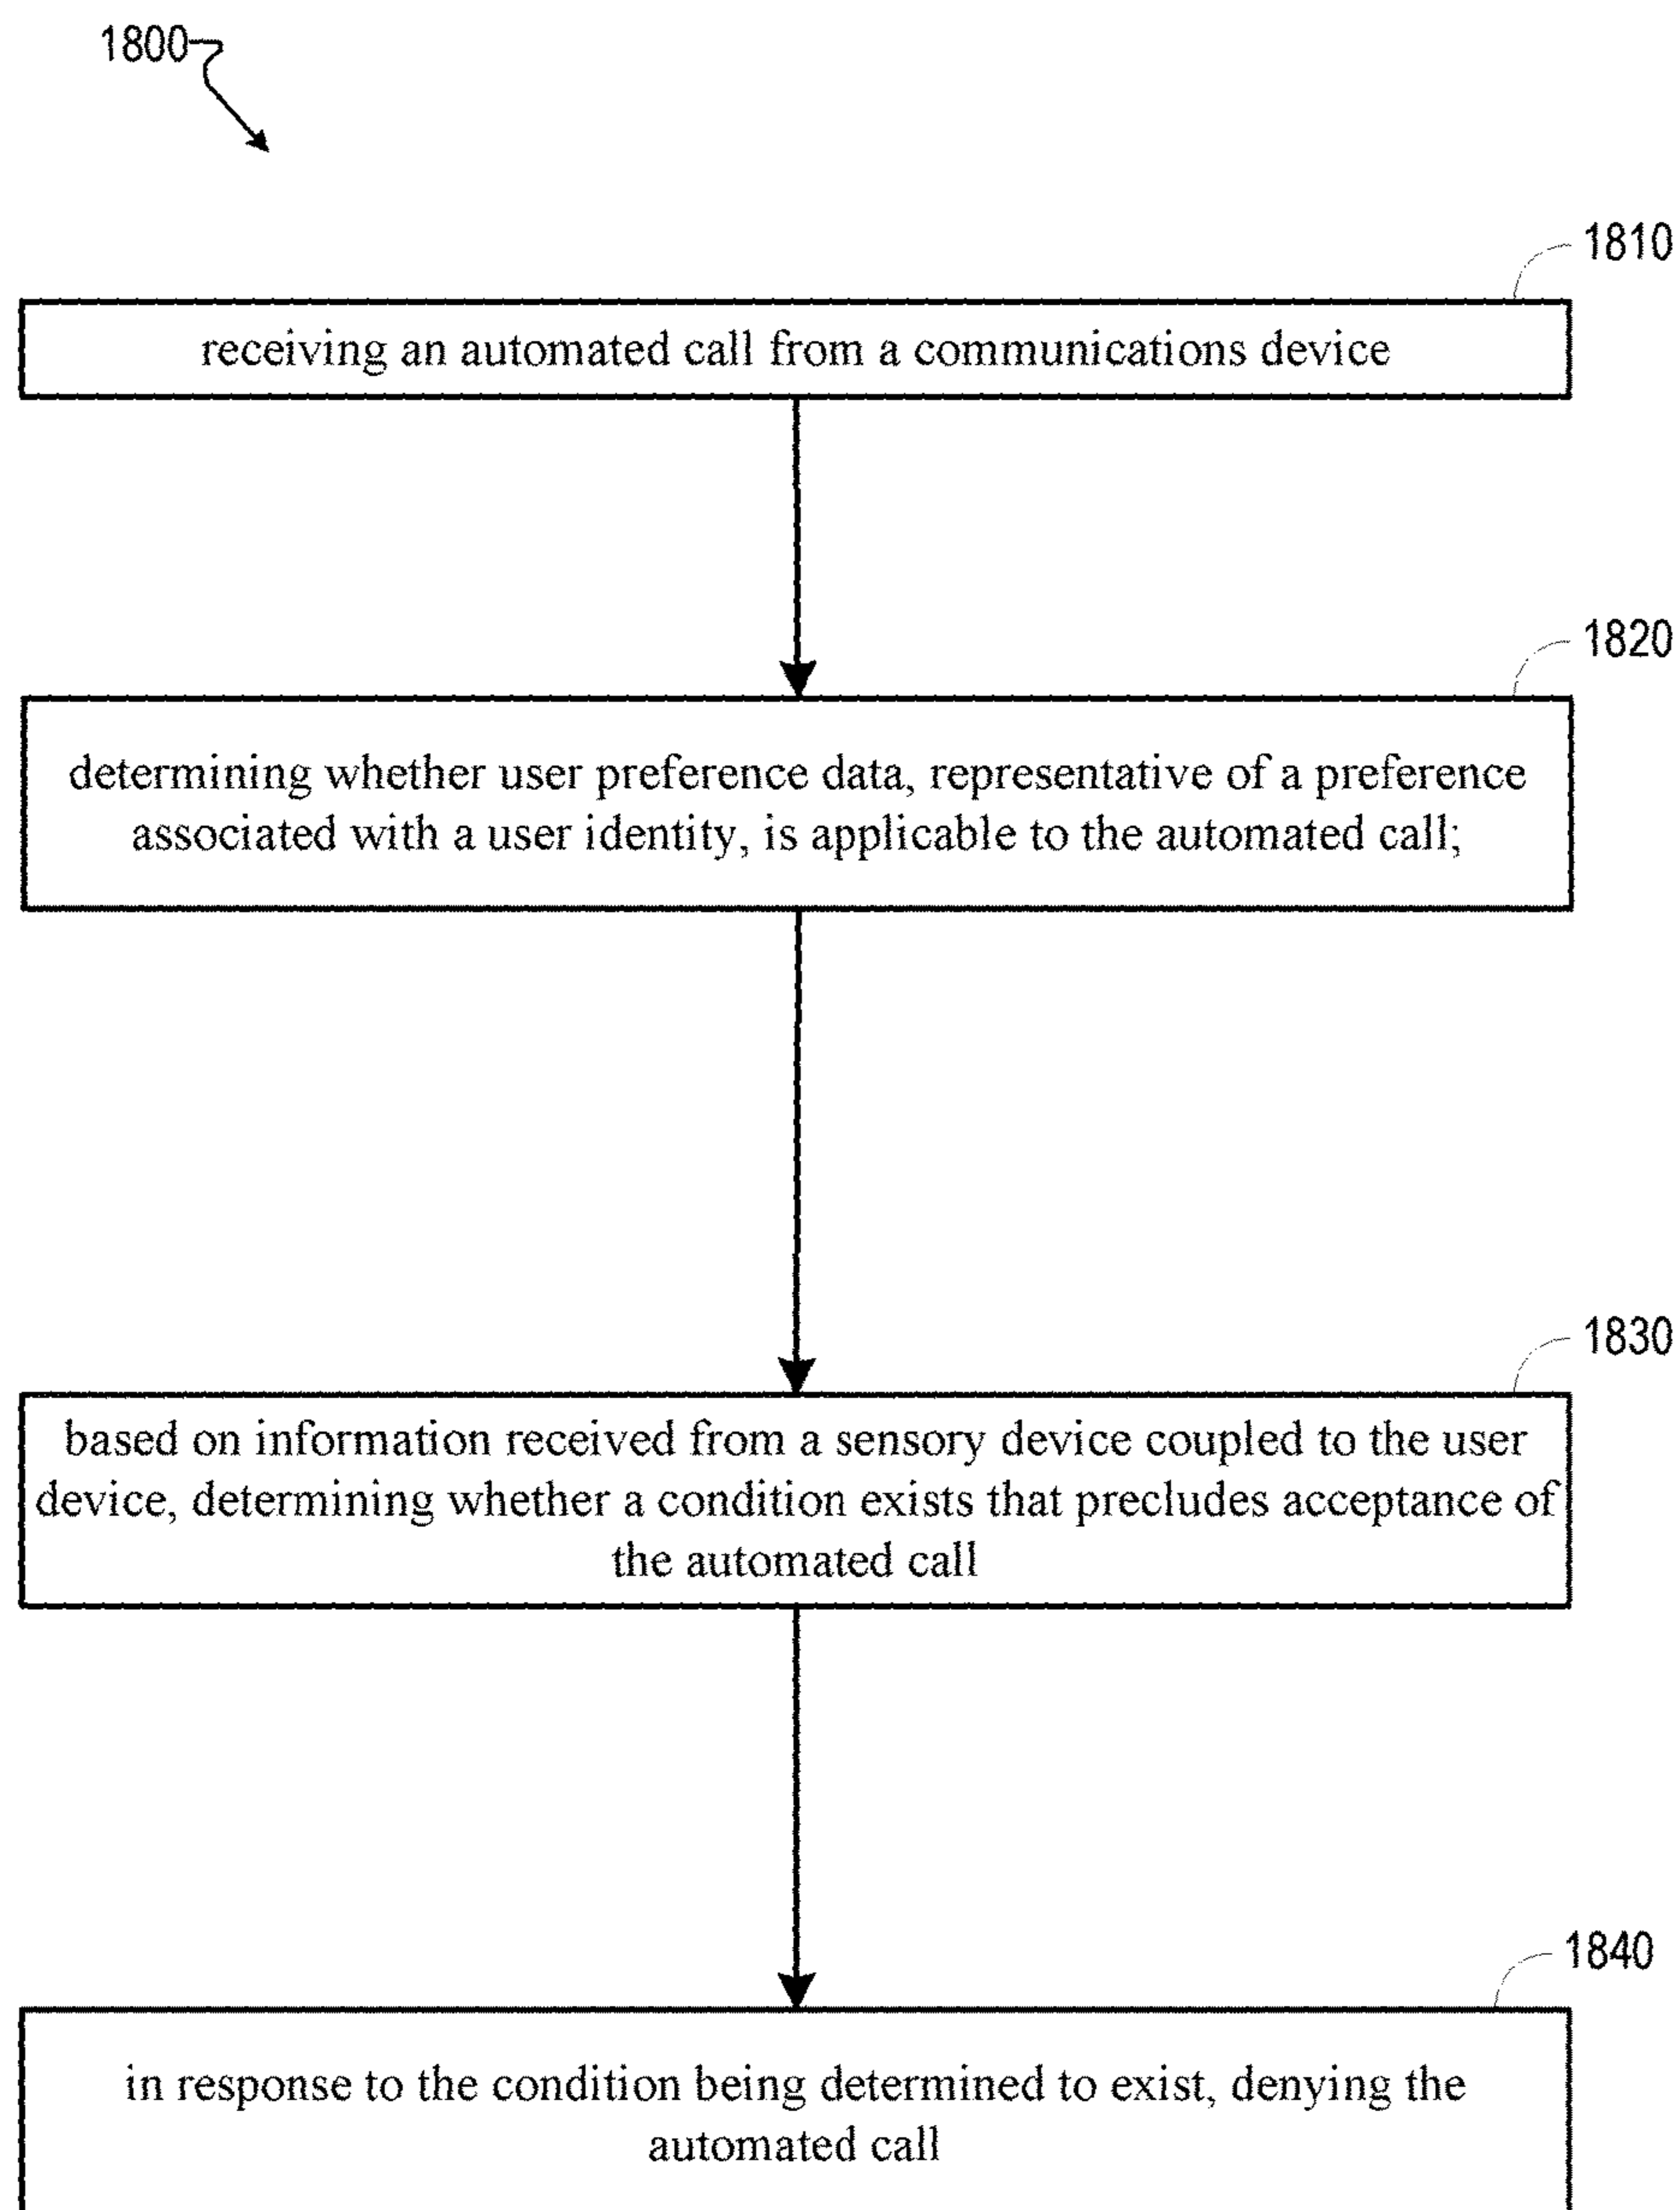 1800
1810
receiving an automated call from a communications device
1820
determining whether user preference data, representative of a preference
associated with a user identity, is applicable to the automated call;
1830
based on information received from a sensory device coupled to the user
device, determining whether a condition exists that precludes acceptance of
the automated call
1840
in response to the condition being determined to exist, denying the
automated call